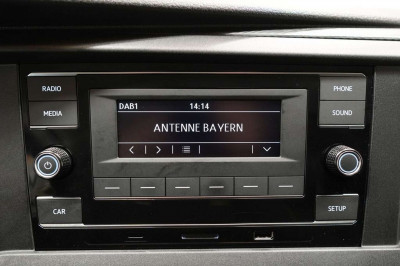 RADIO
PHONE
MEDIA
SOUND
DAB1 14:14
ANTENNE BAYERN
CAR
SETUP